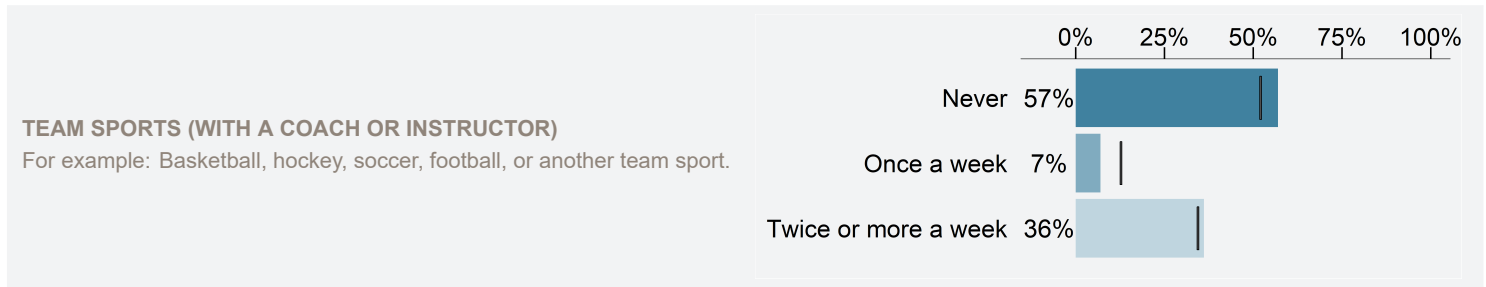 0% 25% 50% 75% 100%
Never 57%
TEAM SPORTS (WITH A COACH OR INSTRUCTOR)
For example: Basketball, hockey, soccer, football, or another team sport.
Once a week 7%
Twice or more a week 36%